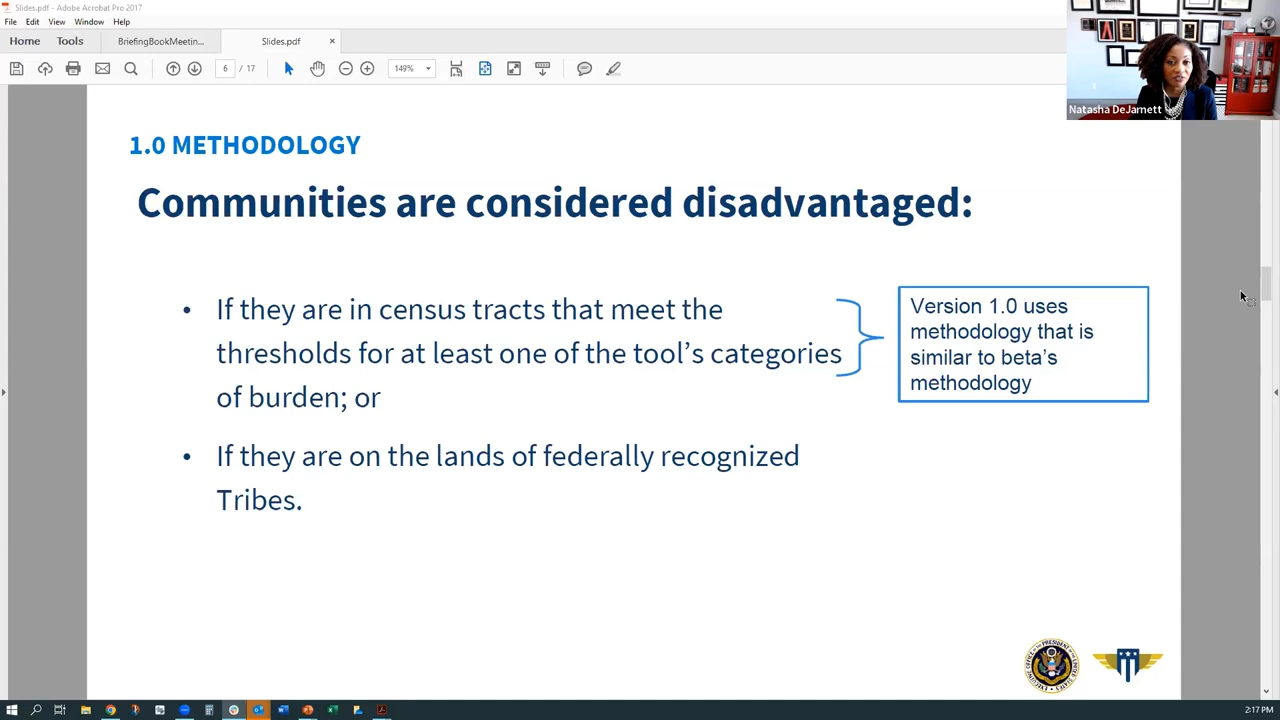 Slides.pdf - Adobe Acrobat Pro 2017
File Edit View Window Help
Home Tools BriefingBookMeetin... Slides.pdf ×
6 / 17 149%
Natasha DeJarnett
1.0 METHODOLOGY
Communities are considered disadvantaged:
• If they are in census tracts that meet the
thresholds for at least one of the tool’s categories
of burden; or
• If they are on the lands of federally recognized
Tribes.
Version 1.0 uses
methodology that is
similar to beta’s
methodology
2:17 PM